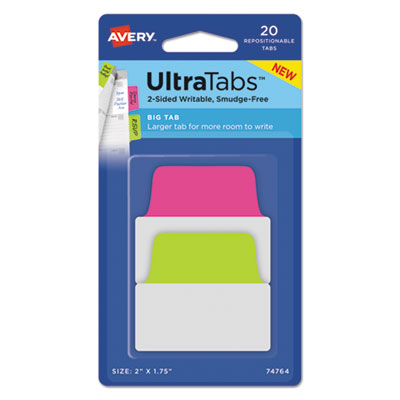 AVERY
20
REPOSITIONABLE
TABS
NEW
UltraTabs™
2-Sided Writable, Smudge-Free
BIG TAB
Larger tab for more room to write
RSVP
SIZE: 2" X 1.75"
74764